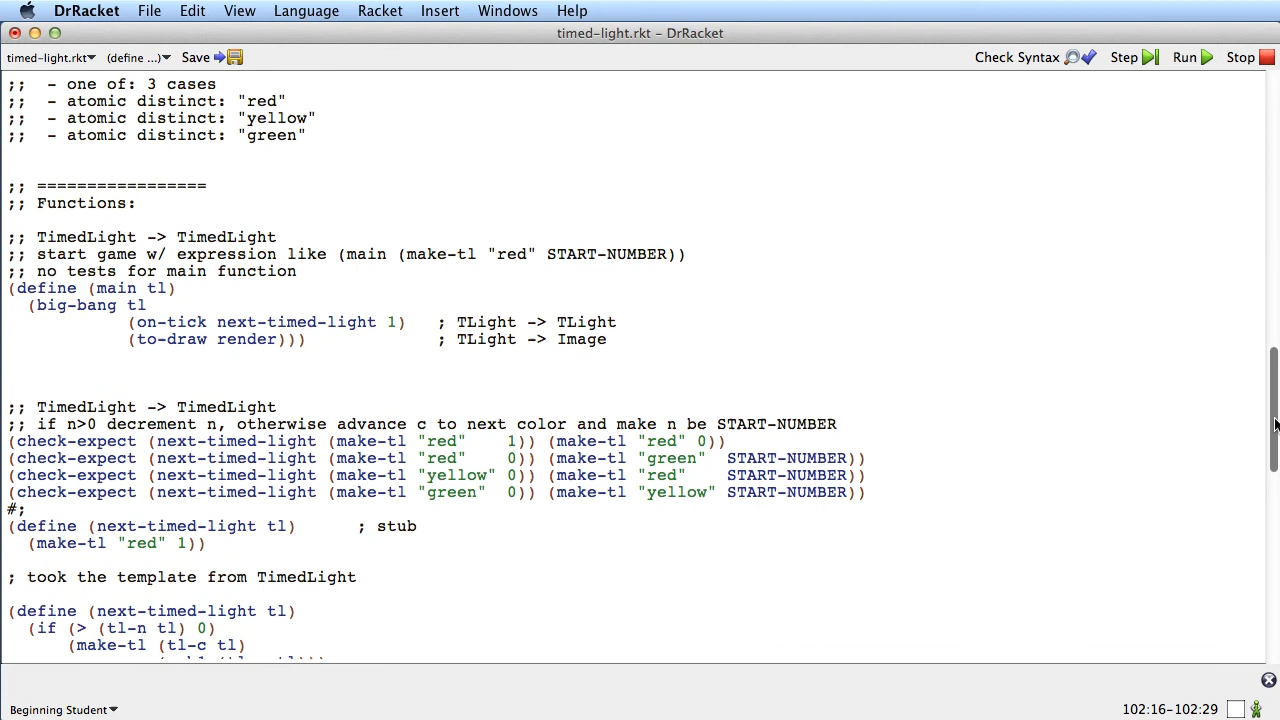 DrRacket File Edit View Language Racket Insert Windows Help
timed-light.rkt - DrRacket
timed-light.rkt▾ (define ...)▾ Save Check Syntax Step Run Stop
;;  - one of: 3 cases
;;  - atomic distinct: "red"
;;  - atomic distinct: "yellow"
;;  - atomic distinct: "green"
;; =================
;; Functions:
;; TimedLight -> TimedLight
;; start game w/ expression like (main (make-tl "red" START-NUMBER))
;; no tests for main function
(define (main tl)
  (big-bang tl
            (on-tick next-timed-light 1)   ; TLight -> TLight
            (to-draw render)))             ; TLight -> Image
;; TimedLight -> TimedLight
;; if n>0 decrement n, otherwise advance c to next color and make n be START-NUMBER
(check-expect (next-timed-light (make-tl "red"    1)) (make-tl "red" 0))
(check-expect (next-timed-light (make-tl "red"    0)) (make-tl "green"  START-NUMBER))
(check-expect (next-timed-light (make-tl "yellow" 0)) (make-tl "red"    START-NUMBER))
(check-expect (next-timed-light (make-tl "green"  0)) (make-tl "yellow" START-NUMBER))
#;
(define (next-timed-light tl)      ; stub
  (make-tl "red" 1))
; took the template from TimedLight
(define (next-timed-light tl)
  (if (> (tl-n tl) 0)
      (make-tl (tl-c tl)
Beginning Student▾ 102:16-102:29